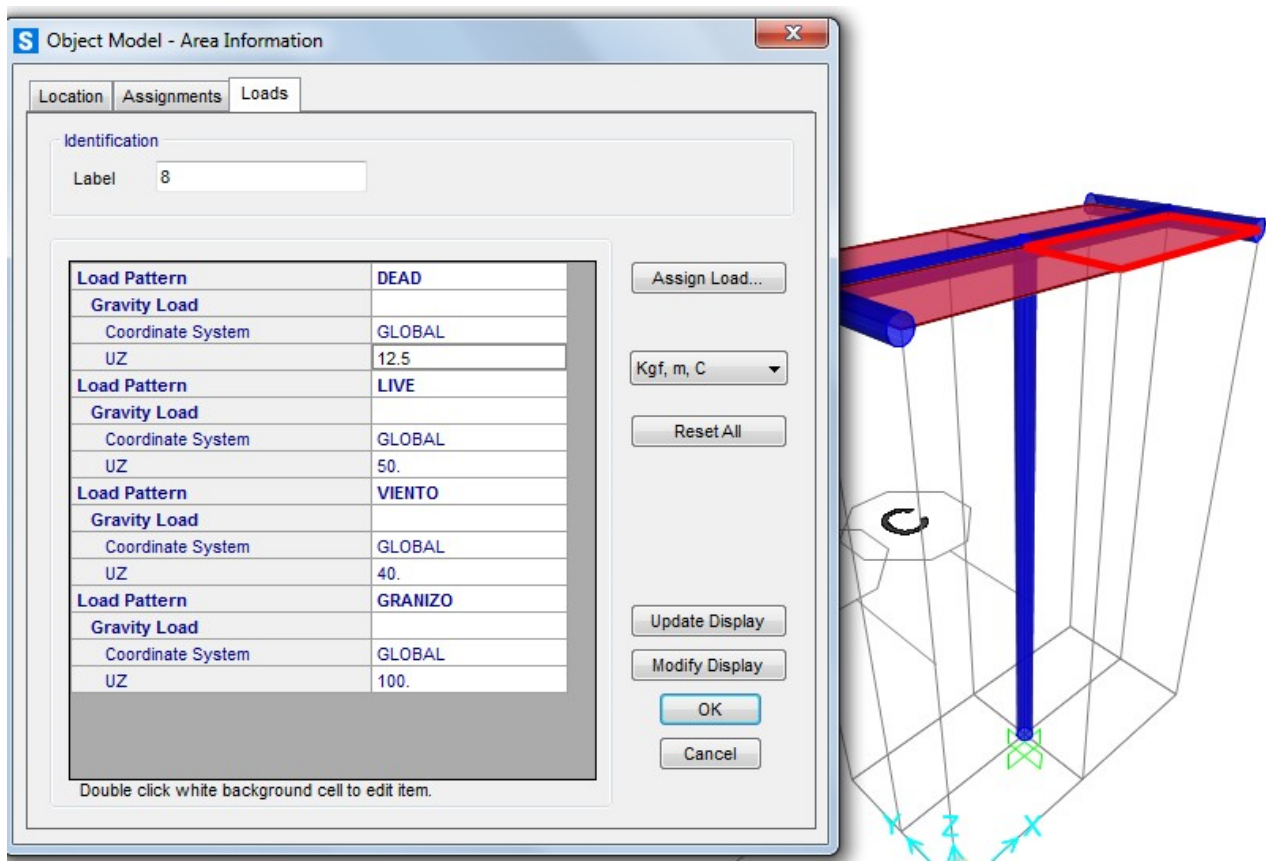 S Object Model - Area Information
Location Assignments Loads
Identification
Label 8
Load Pattern DEAD
Gravity Load
Coordinate System GLOBAL
UZ 12.5
Load Pattern LIVE
Gravity Load
Coordinate System GLOBAL
UZ 50.
Load Pattern VIENTO
Gravity Load
Coordinate System GLOBAL
UZ 40.
Load Pattern GRANIZO
Gravity Load
Coordinate System GLOBAL
UZ 100.
Double click white background cell to edit item.
Assign Load...
Kgf, m, C
Reset All
Update Display
Modify Display
OK
Cancel
C
Y Z X